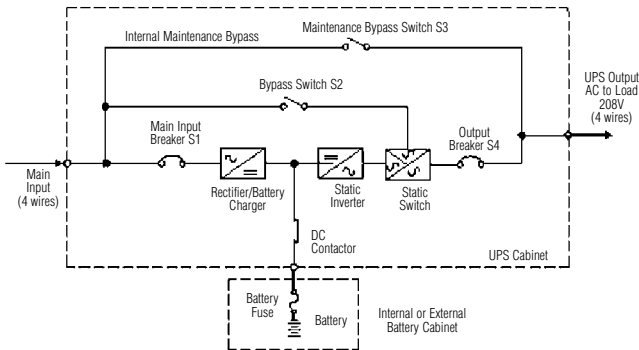 Internal Maintenance Bypass
Maintenance Bypass Switch S3
Bypass Switch S2
UPS Output
AC to Load
208V
(4 wires)
Main Input
Breaker S1
Output
Breaker S4
Main
Input
(4 wires)
Rectifier/Battery
Charger
Static
Inverter
Static
Switch
DC
Contactor
UPS Cabinet
Battery
Fuse
Battery
Internal or External
Battery Cabinet